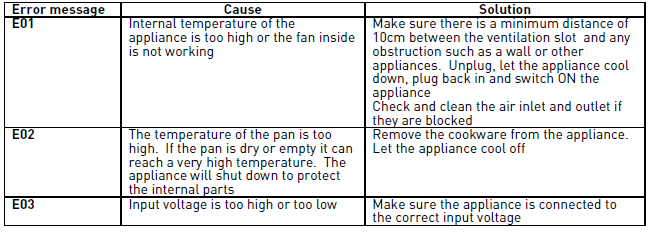 Error message Cause Solution
E01 Internal temperature of the Make sure there is a minimum distance of
appliance is too high or the fan inside 10cm between the ventilation slot and any
is not working obstruction such as a wall or other
appliances. Unplug, let the appliance cool
down, plug back in and switch ON the
appliance
Check and clean the air inlet and outlet if
they are blocked
E02 The temperature of the pan is too Remove the cookware from the appliance.
high. If the pan is dry or empty it can Let the appliance cool off
reach a very high temperature. The
appliance will shut down to protect
the internal parts
E03 Input voltage is too high or too low Make sure the appliance is connected to
the correct input voltage